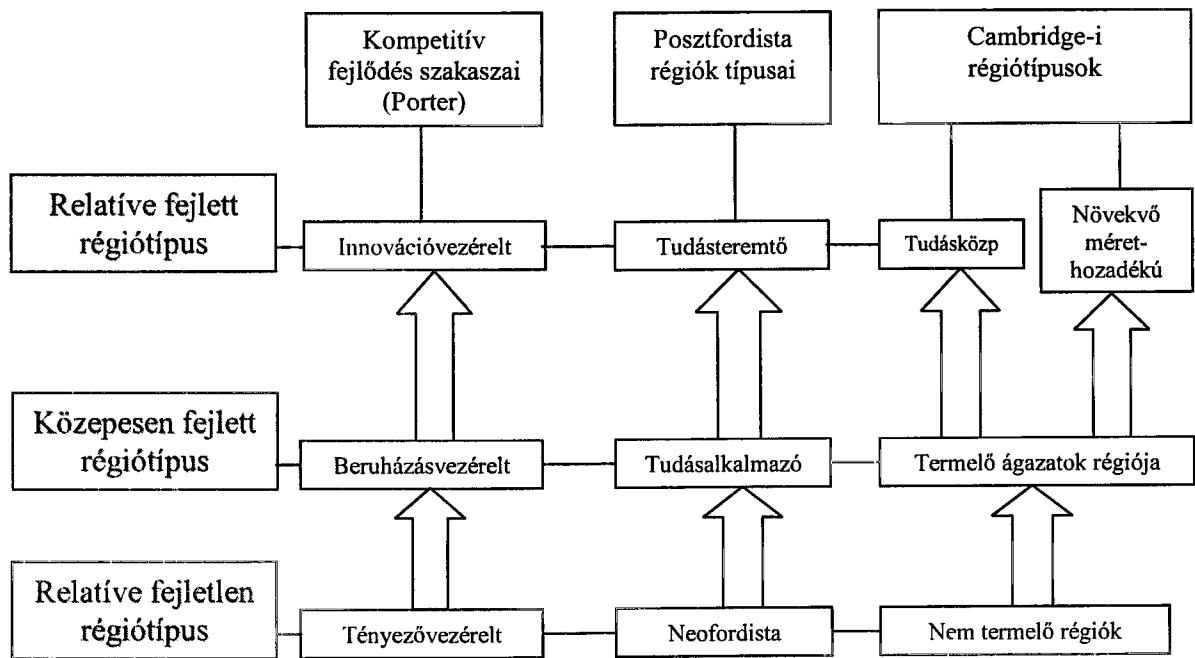 Kompetitív
fejlődés szakaszai
(Porter)
Posztfordista
régiók típusai
Cambridge-i
régiótípusok
Relatíve fejlett
régiótípus
Innovációvezérelt
Tudásteremtő
Tudásközp
Növekvő
méret-
hozadékú
Közepesen fejlett
régiótípus
Beruházásvezérelt
Tudásalkalmazó
Termelő ágazatok régiója
Relatíve fejletlen
régiótípus
Tényezővezérelt
Neofordista
Nem termelő régiók